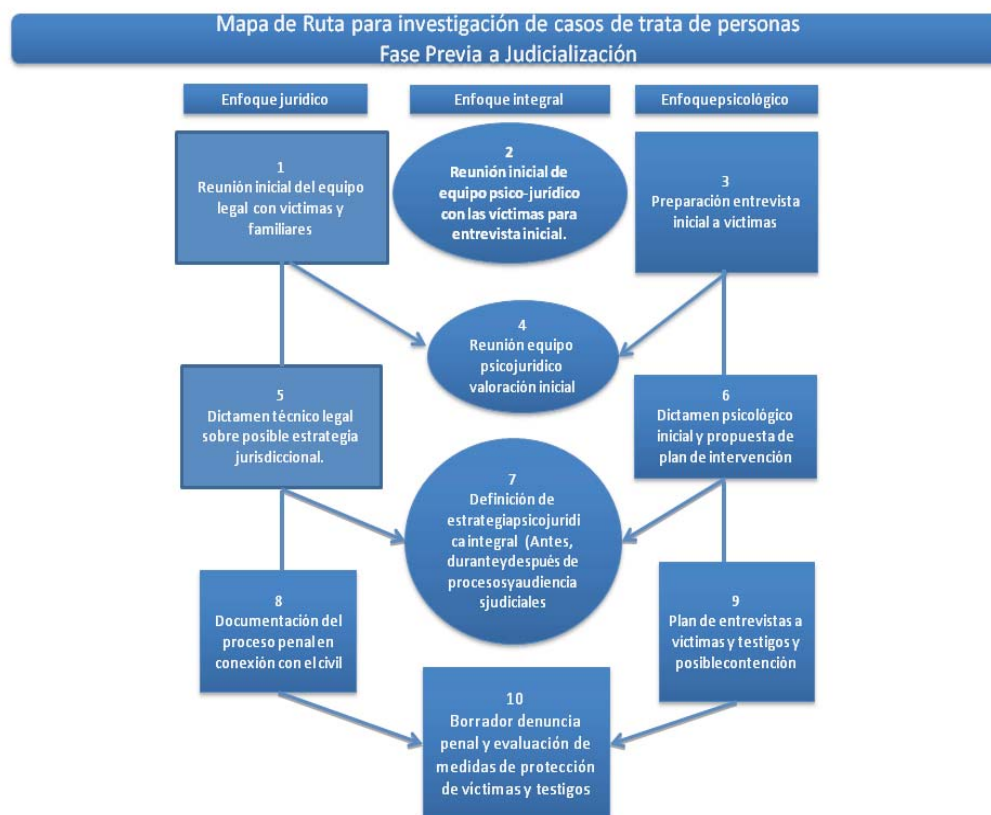 Mapa de Ruta para investigación de casos de trata de personas
Fase Previa a Judicialización
Enfoque jurídico
Enfoque integral
Enfoquepsicológico
1
Reunión inicial del equipo
legal con víctimas y
familiares
2
Reunión inicial de
equipo psico-jurídico
con las víctimas para
entrevista inicial.
3
Preparación entrevista
inicial a víctimas
4
Reunión equipo
psicojurídico
valoración inicial
5
Dictamen técnico legal
sobre posible estrategia
jurisdiccional.
6
Dictamen psicológico
inicial y propuesta de
plan de intervención
7
Definición de
estrategiapsicojurídi
ca integral (Antes,
duranteydespués de
procesosyaudiencia
sjudiciales
8
Documentación del
proceso penal en
conexión con el civil
9
Plan de entrevistas a
víctimas y testigos y
posiblecontención
10
Borrador denuncia
penal y evaluación de
medidas de protección
de víctimas y testigos